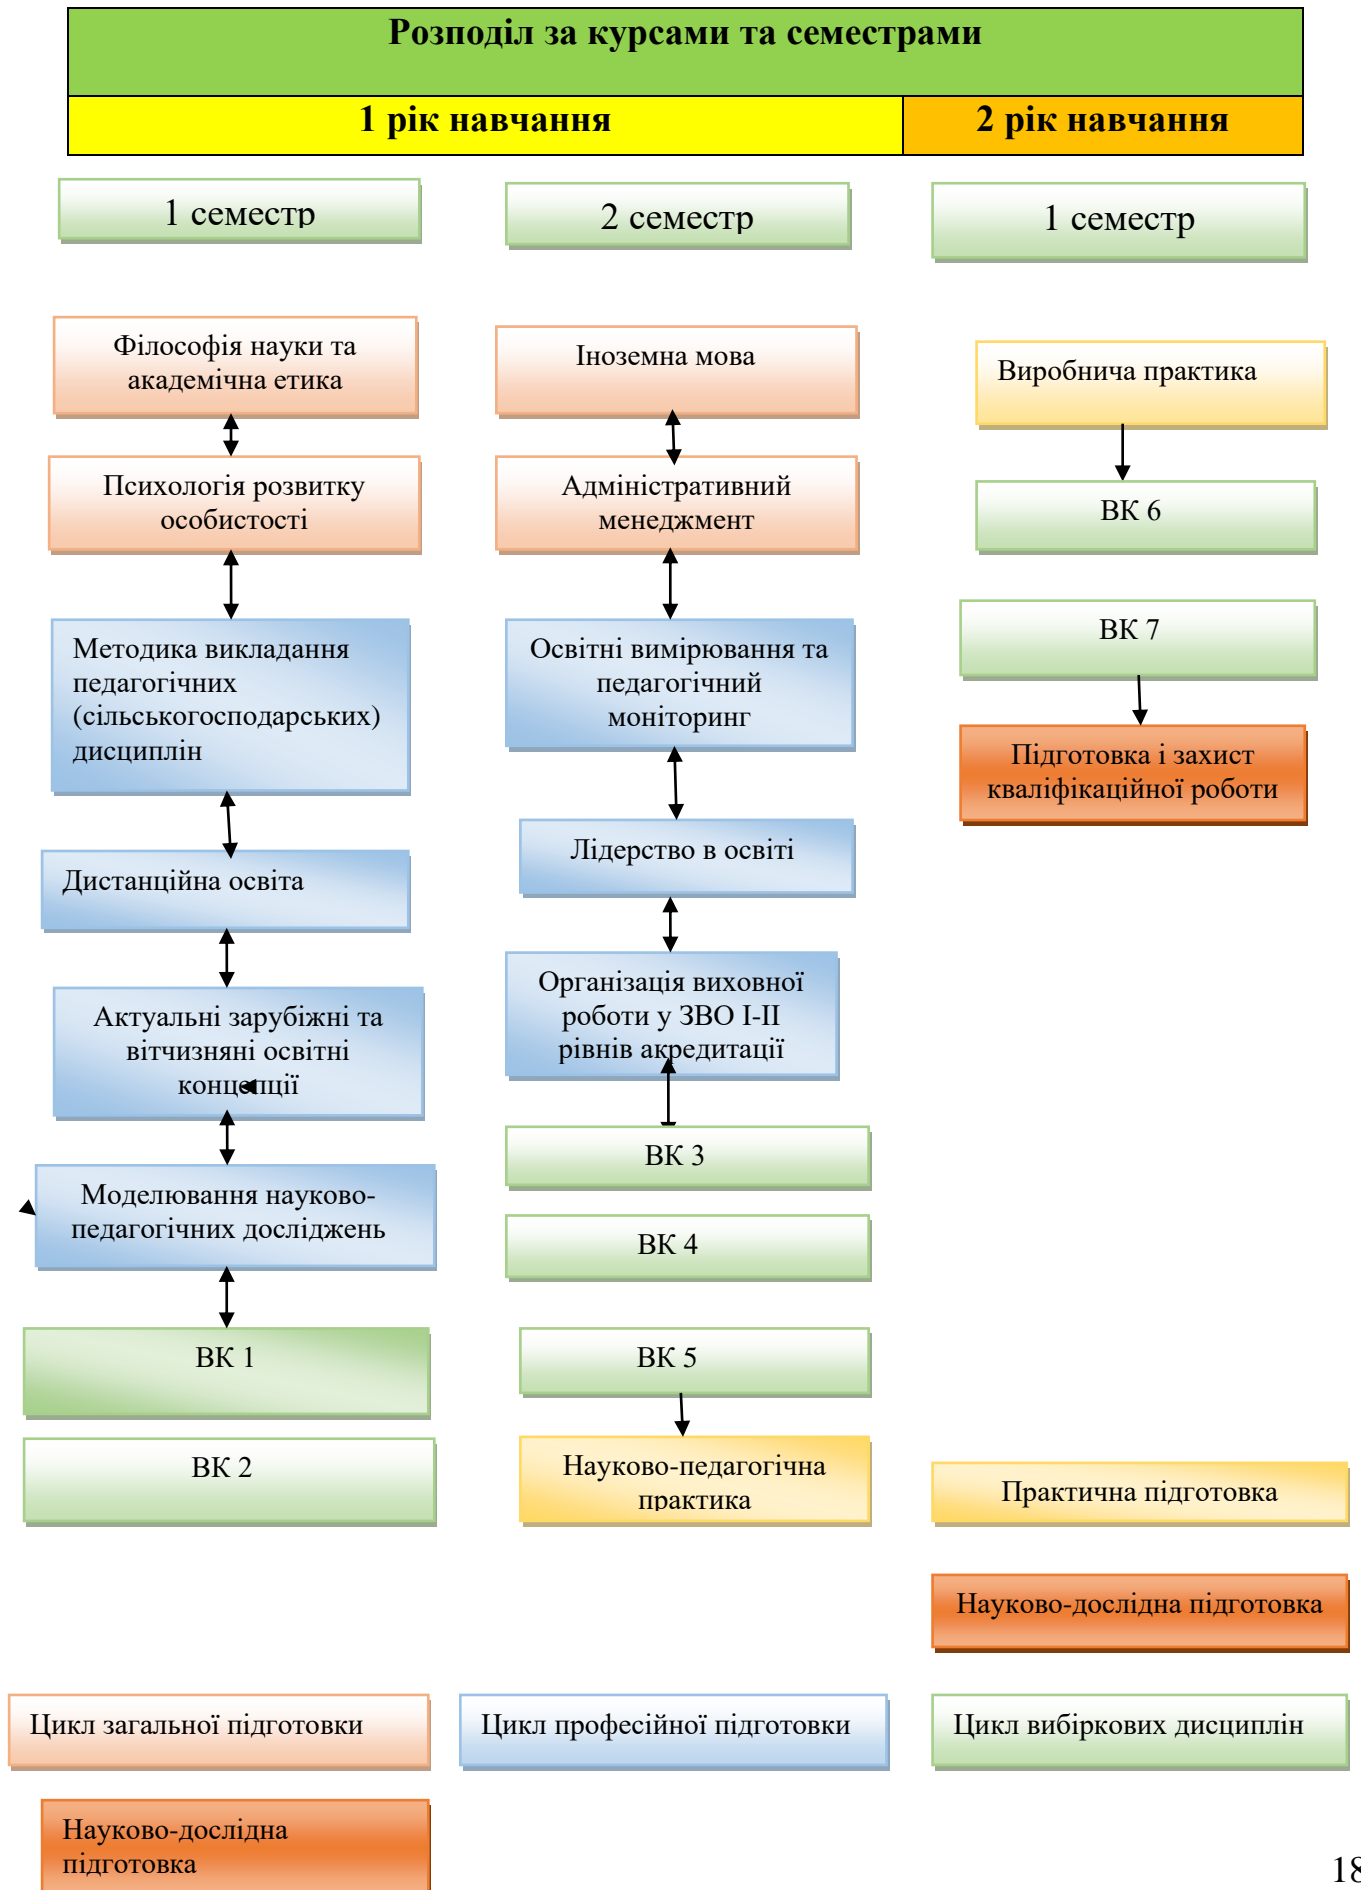 Розподіл за курсами та семестрами
1 рік навчання
2 рік навчання
1 семестр
2 семестр
1 семестр
Філософія науки та
академічна етика
Психологія розвитку
особистості
Методика викладання
педагогічних
(сільськогосподарських)
дисциплін
Дистанційна освіта
Актуальні зарубіжні та
вітчизняні освітні
концепції
Моделювання науково-
педагогічних досліджень
ВК 1
ВК 2
Іноземна мова
Адміністративний
менеджмент
Освітні вимірювання та
педагогічний
моніторинг
Лідерство в освіті
Організація виховної
роботи у ЗВО І-ІІ
рівнів акредитації
ВК 3
ВК 4
ВК 5
Науково-педагогічна
практика
Виробнича практика
ВК 6
ВК 7
Підготовка і захист
кваліфікаційної роботи
Практична підготовка
Науково-дослідна підготовка
Цикл загальної підготовки
Цикл професійної підготовки
Цикл вибіркових дисциплін
Науково-дослідна
підготовка
18